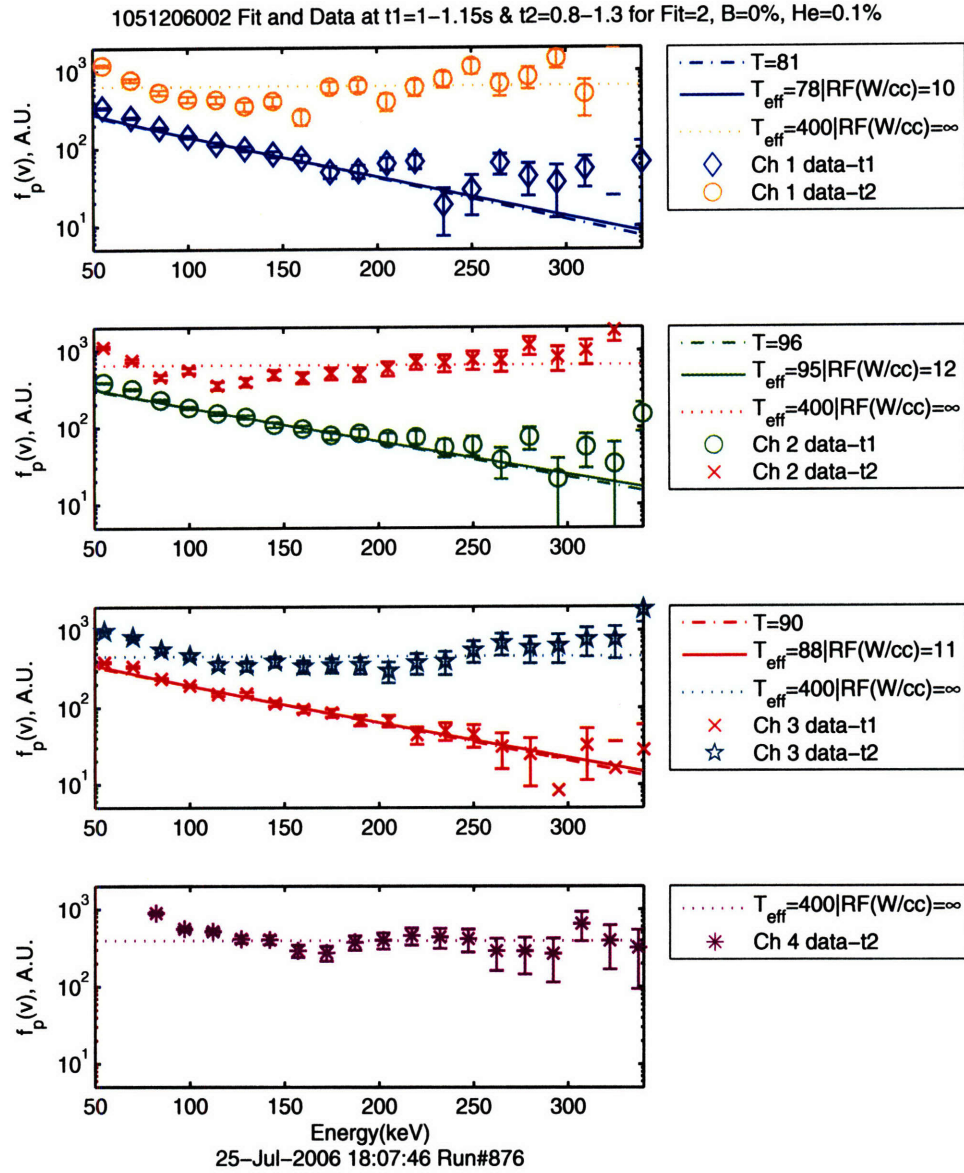 1051206002 Fit and Data at t1=1−1.15s & t2=0.8−1.3 for Fit=2, B=0%, He=0.1%
f_p(v), A.U.
10^3
10^2
10^1
50 100 150 200 250 300
T=81
T_eff=78|RF(W/cc)=10
T_eff=400|RF(W/cc)=∞
Ch 1 data−t1
Ch 1 data−t2
f_p(v), A.U.
10^3
10^2
10^1
50 100 150 200 250 300
T=96
T_eff=95|RF(W/cc)=12
T_eff=400|RF(W/cc)=∞
Ch 2 data−t1
Ch 2 data−t2
f_p(v), A.U.
10^3
10^2
10^1
50 100 150 200 250 300
T=90
T_eff=88|RF(W/cc)=11
T_eff=400|RF(W/cc)=∞
Ch 3 data−t1
Ch 3 data−t2
f_p(v), A.U.
10^3
10^2
10^1
50 100 150 200 250 300
T_eff=400|RF(W/cc)=∞
Ch 4 data−t2
Energy(keV)
25−Jul−2006 18:07:46 Run#876